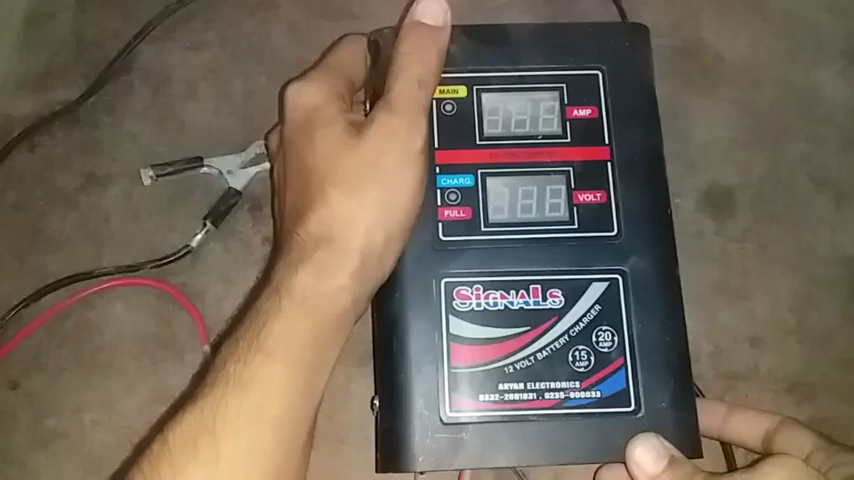 MAIN
AMP
CHARG.
VOLT
FULL
SiGNALS
12 VOLT BATTERY CHARGER
20
AMP
15
AMP
ARYAN ELECTRONICS